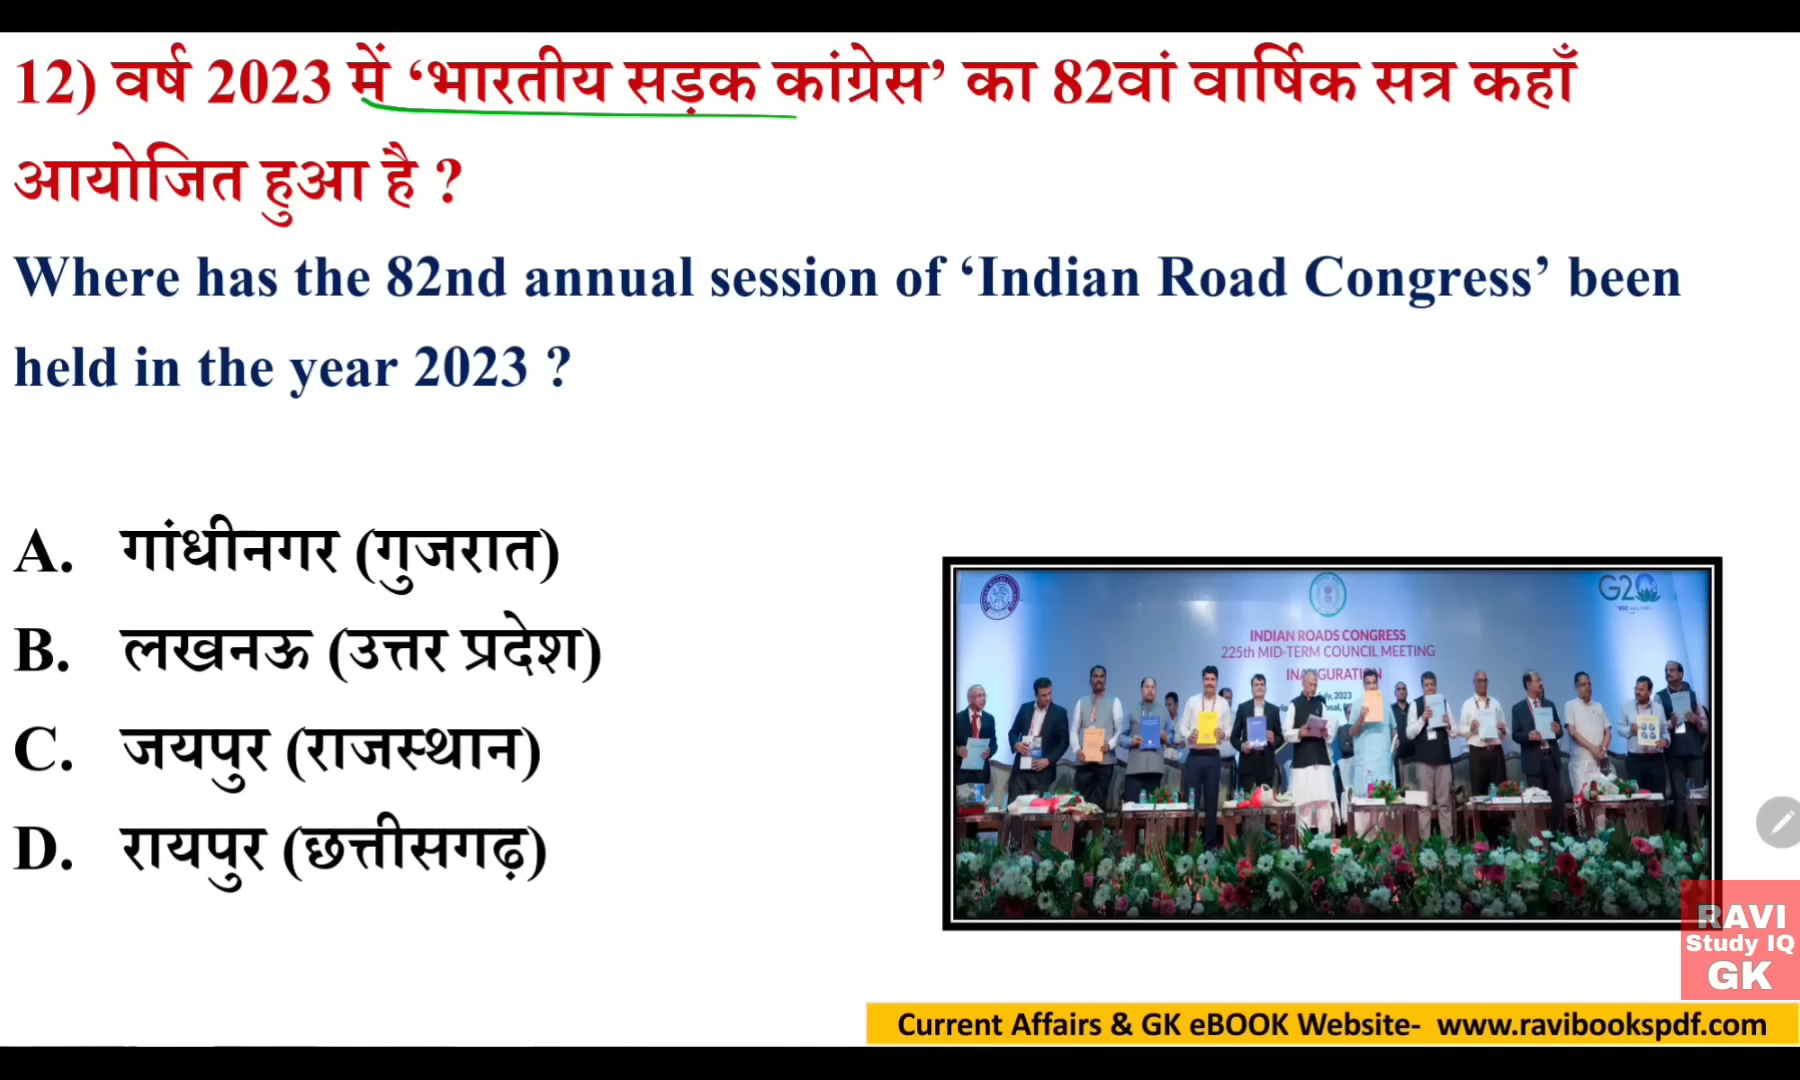 12) वर्ष 2023 में ‘भारतीय सड़क कांग्रेस’ का 82वां वार्षिक सत्र कहाँ
आयोजित हुआ है ?
Where has the 82nd annual session of ‘Indian Road Congress’ been
held in the year 2023 ?
A. गांधीनगर (गुजरात)
B. लखनऊ (उत्तर प्रदेश)
C. जयपुर (राजस्थान)
D. रायपुर (छत्तीसगढ़)
G20
INDIAN ROADS CONGRESS
225th MID-TERM COUNCIL MEETING
2023
RAVI
Study IQ
GK
Current Affairs & GK eBOOK Website- www.ravibookspdf.com